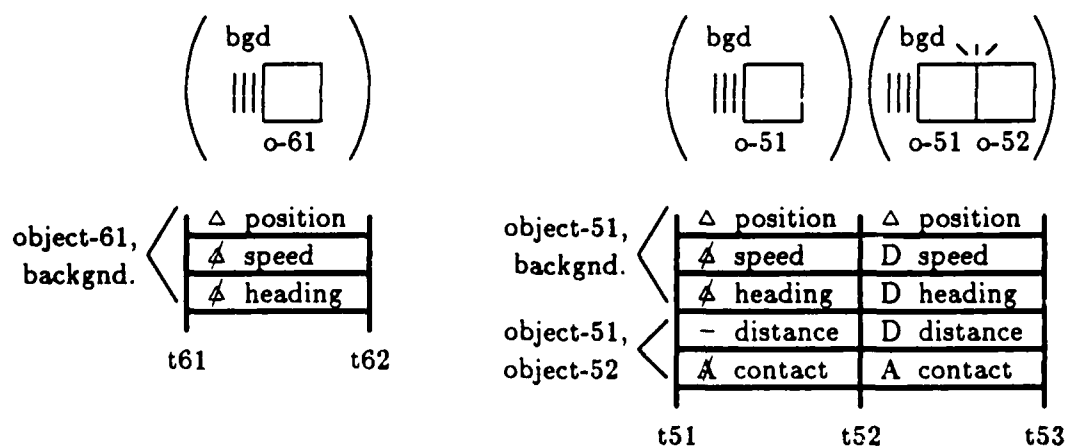 bgd
o-61
bgd
o-51
bgd
o-51 o-52
object-61,
backgnd.
△ position
△̸ speed
△̸ heading
t61 t62
object-51,
backgnd.
object-51,
object-52
△ position △ position
△̸ speed D speed
△̸ heading D heading
– distance D distance
A̸ contact A contact
t51 t52 t53